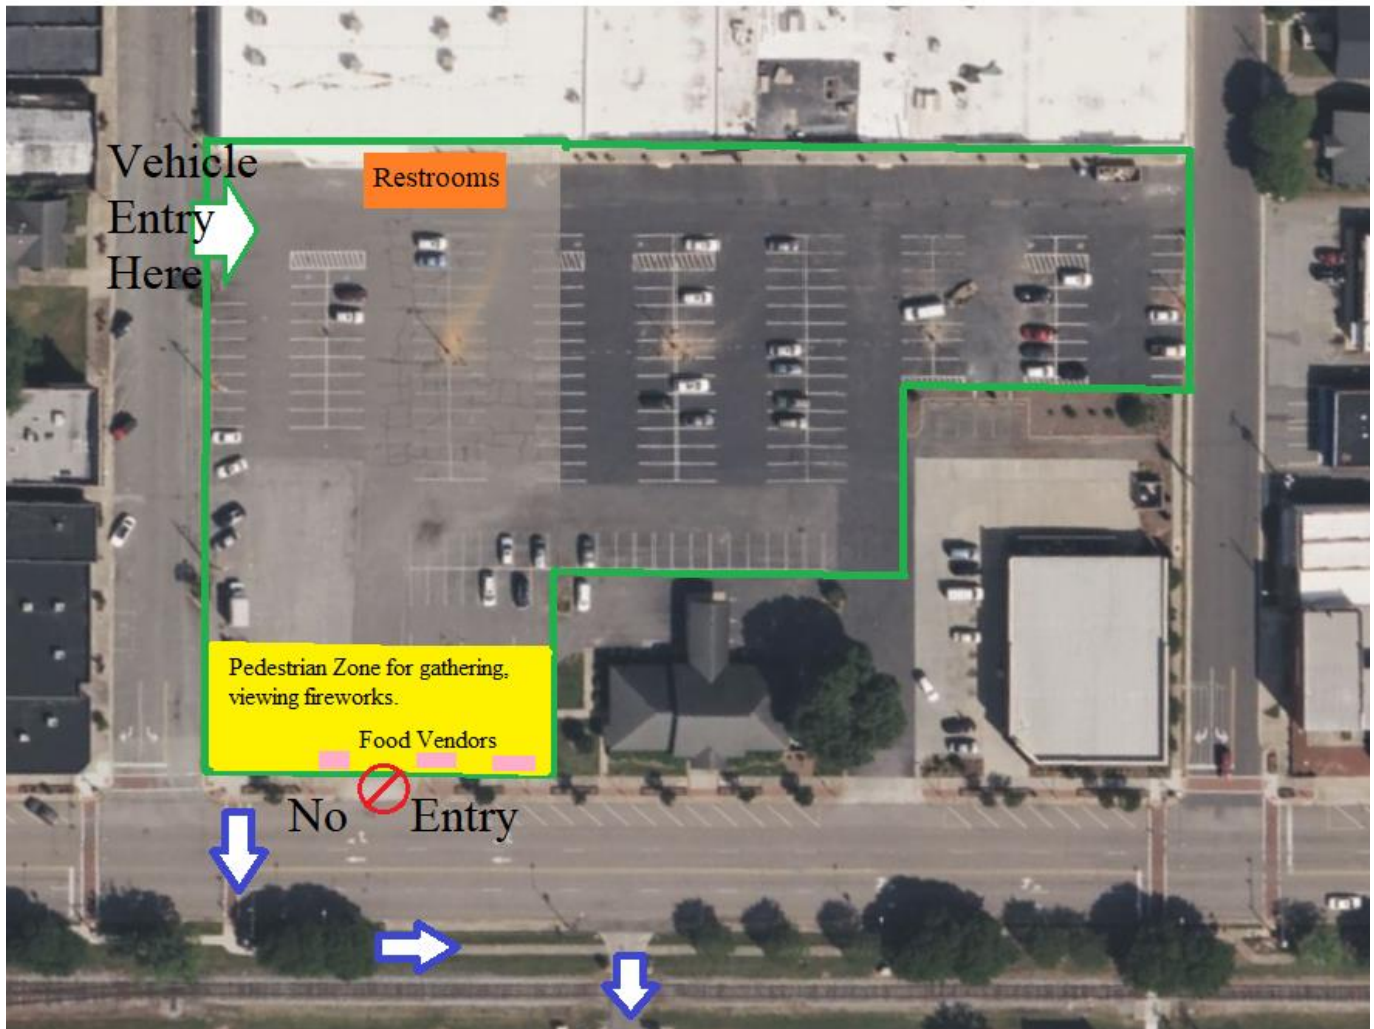 Vehicle
Entry
Here
Restrooms
Pedestrian Zone for gathering,
viewing fireworks.
Food Vendors
No Entry